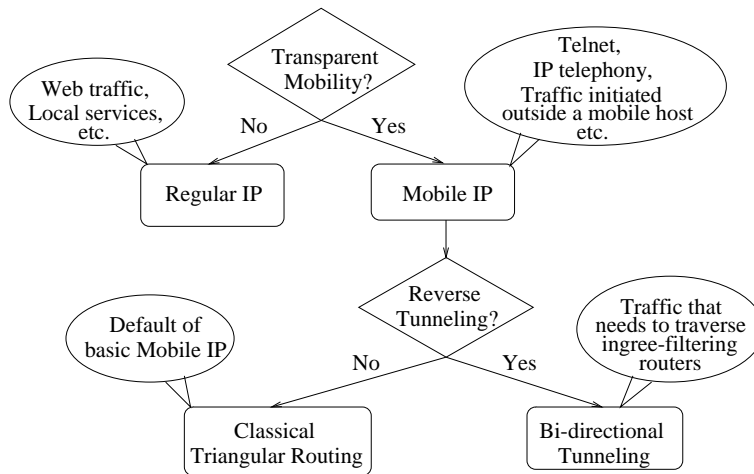 Transparent
Mobility?
Web traffic,
Local services,
etc.
Telnet,
IP telephony,
Traffic initiated
outside a mobile host
etc.
No
Yes
Regular IP
Mobile IP
Reverse
Tunneling?
Default of
basic Mobile IP
Traffic that
needs to traverse
ingree-filtering
routers
No
Yes
Classical
Triangular Routing
Bi-directional
Tunneling